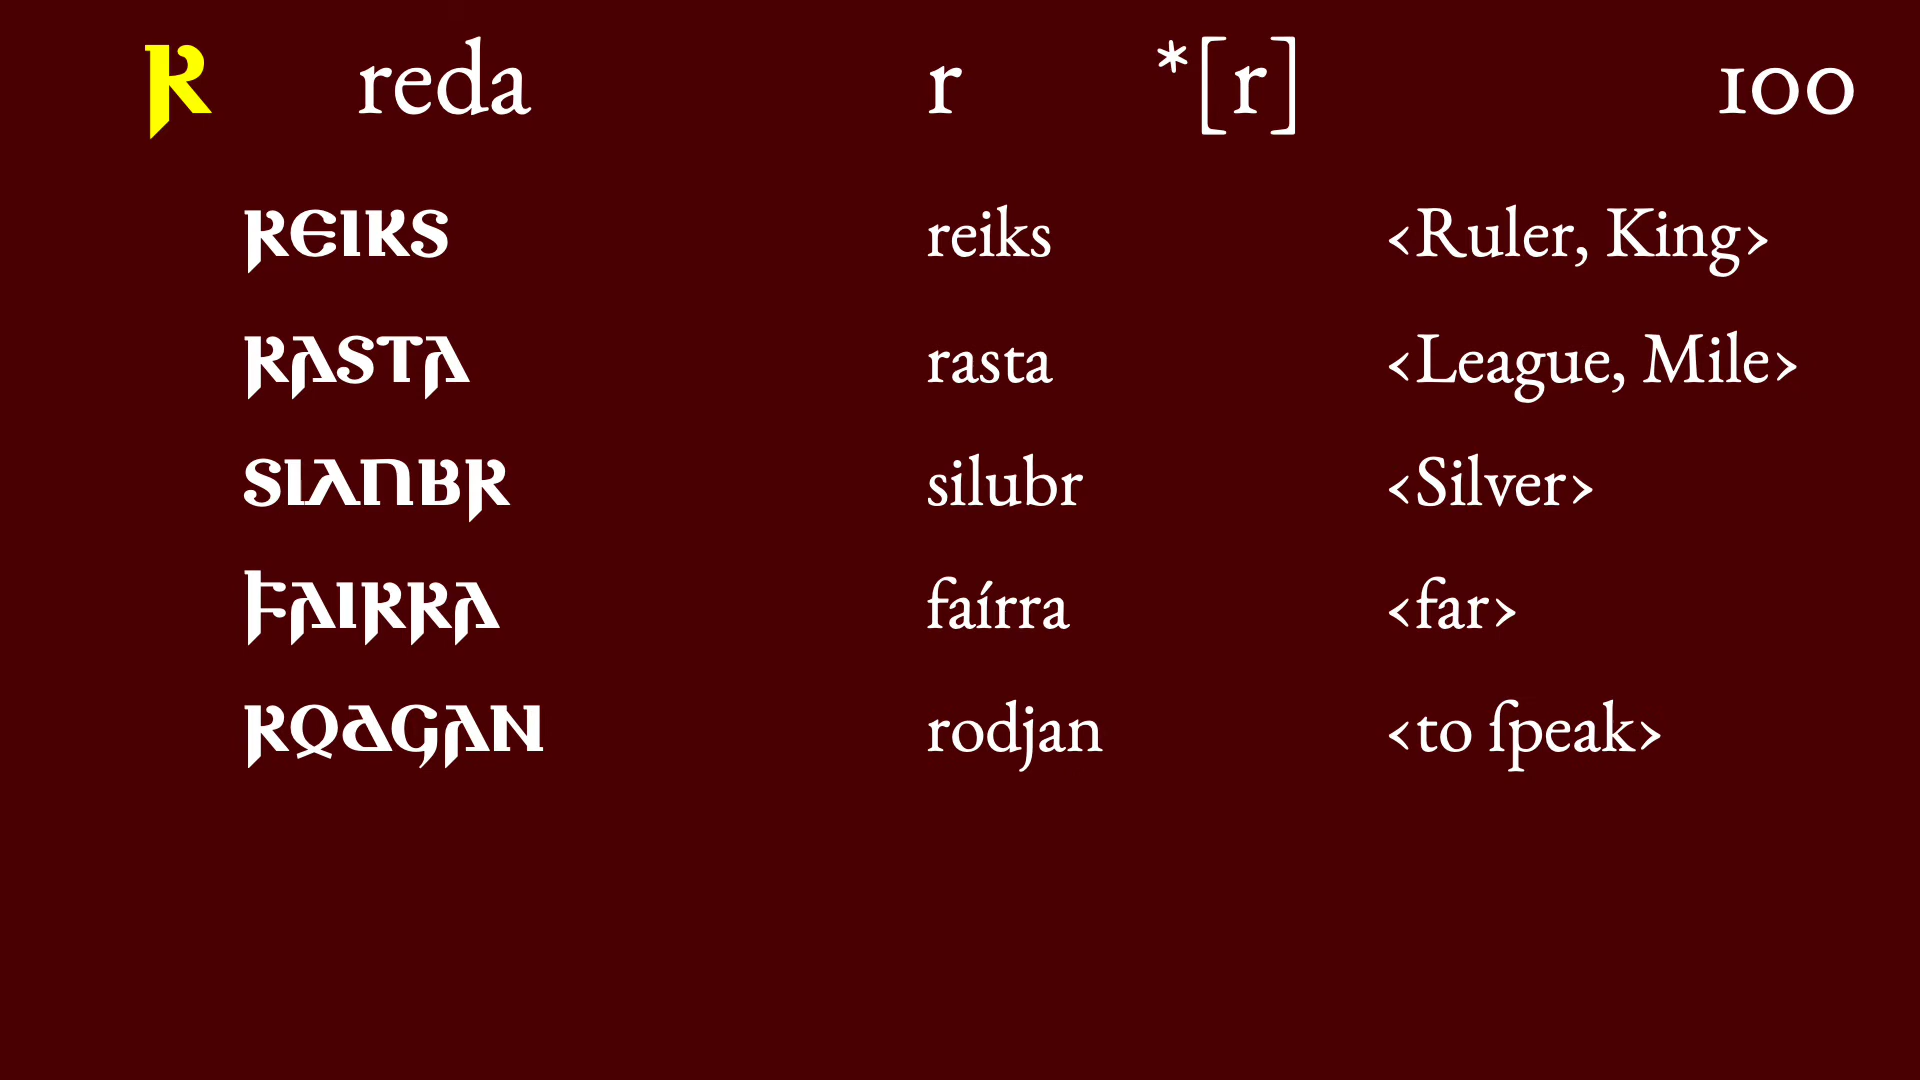 𐍂 reda r *[r] 100
𐍂𐌴𐌹𐌺𐍃 reiks <Ruler, King>
𐍂𐌰𐍃𐍄𐌰 rasta <League, Mile>
𐍃𐌹𐌻𐌿𐌱𐍂 silubr <Silver>
𐍆𐌰𐌹𐍂𐍂𐌰 faírra <far>
𐍂𐍉𐌳𐌾𐌰𐌽 rodjan <to ſpeak>